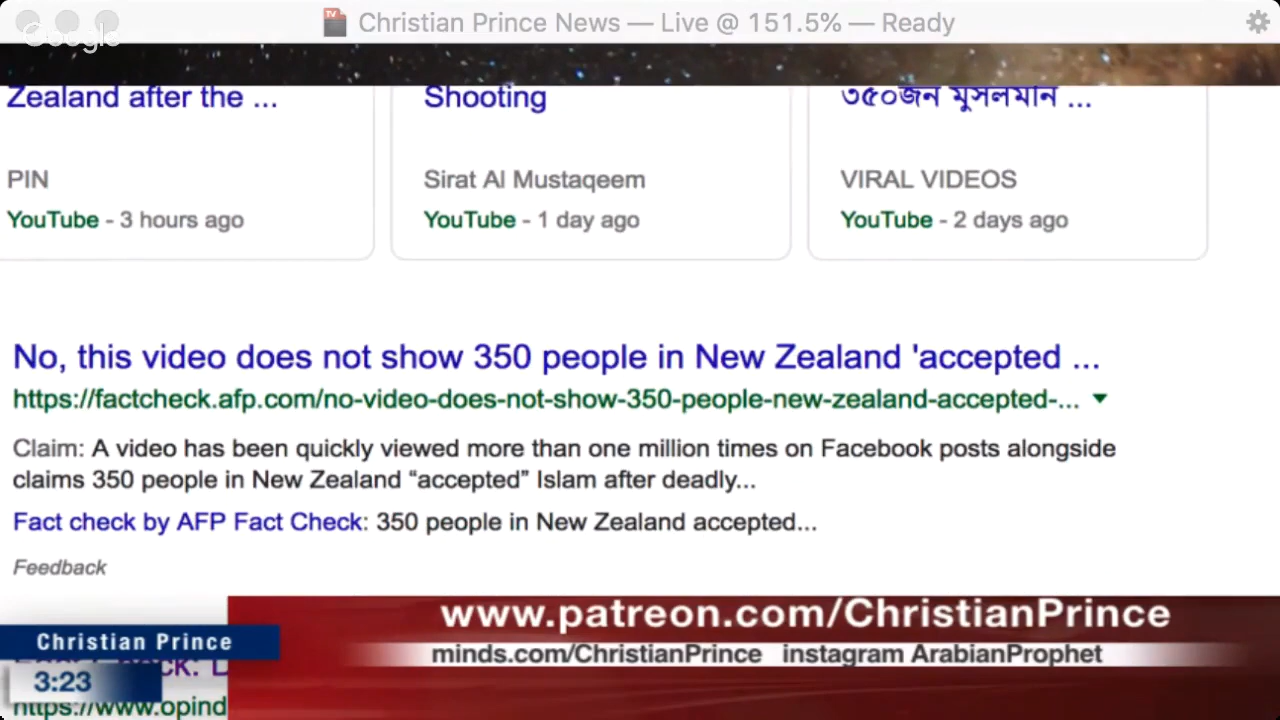 Christian Prince News — Live @ 151.5% — Ready
Google
Zealand after the ...
Shooting
৩৫০জন মুসলমান ...
PIN
Sirat Al Mustaqeem
VIRAL VIDEOS
YouTube - 3 hours ago
YouTube - 1 day ago
YouTube - 2 days ago
No, this video does not show 350 people in New Zealand 'accepted ...
https://factcheck.afp.com/no-video-does-not-show-350-people-new-zealand-accepted-...
Claim: A video has been quickly viewed more than one million times on Facebook posts alongside
claims 350 people in New Zealand “accepted” Islam after deadly...
Fact check by AFP Fact Check: 350 people in New Zealand accepted...
Feedback
www.patreon.com/ChristianPrince
Christian Prince
minds.com/ChristianPrince instagram ArabianProphet
3:23
https://www.opind